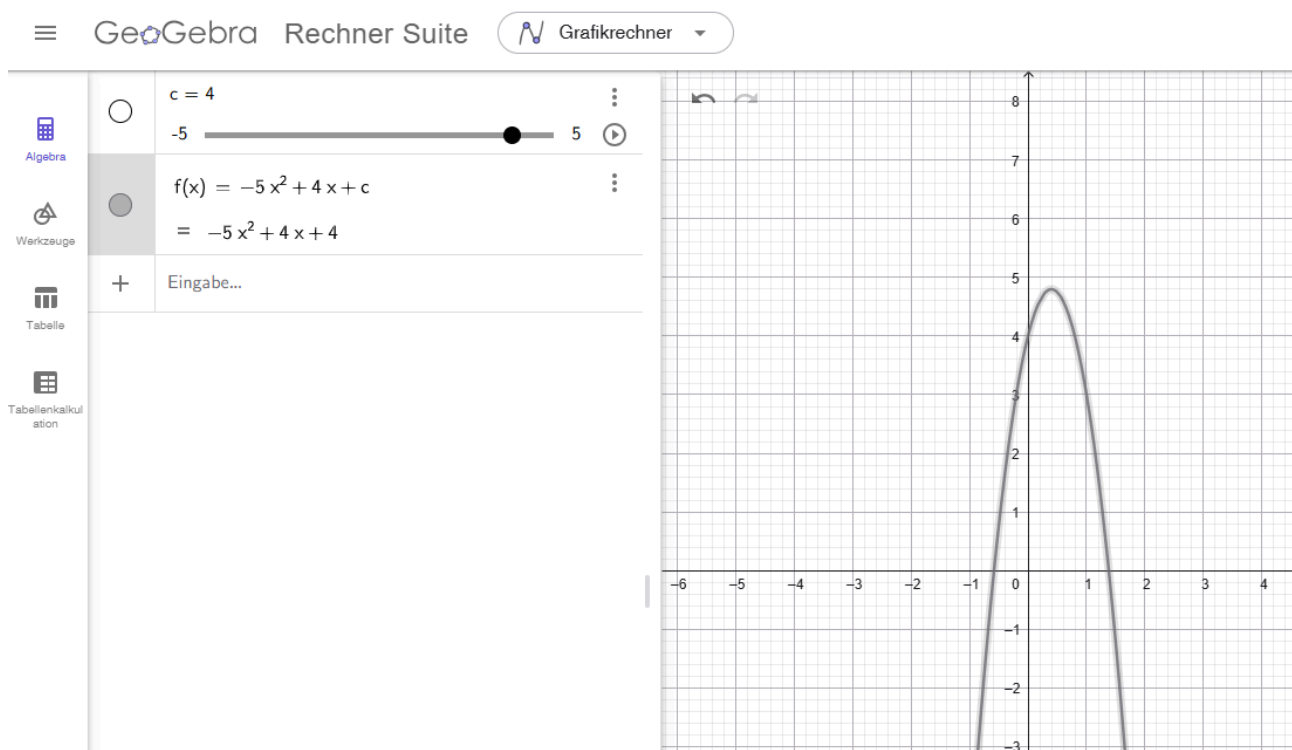 GeoGebra Rechner Suite Grafikrechner
Algebra
Werkzeuge
Tabelle
Tabellenkalkul
ation
c = 4
-5 5
f(x) = −5 x² + 4 x + c
= −5 x² + 4 x + 4
+ Eingabe...
8
7
6
5
4
3
2
1
–6 –5 –4 –3 –2 –1 0 1 2 3 4
–1
–2
–3